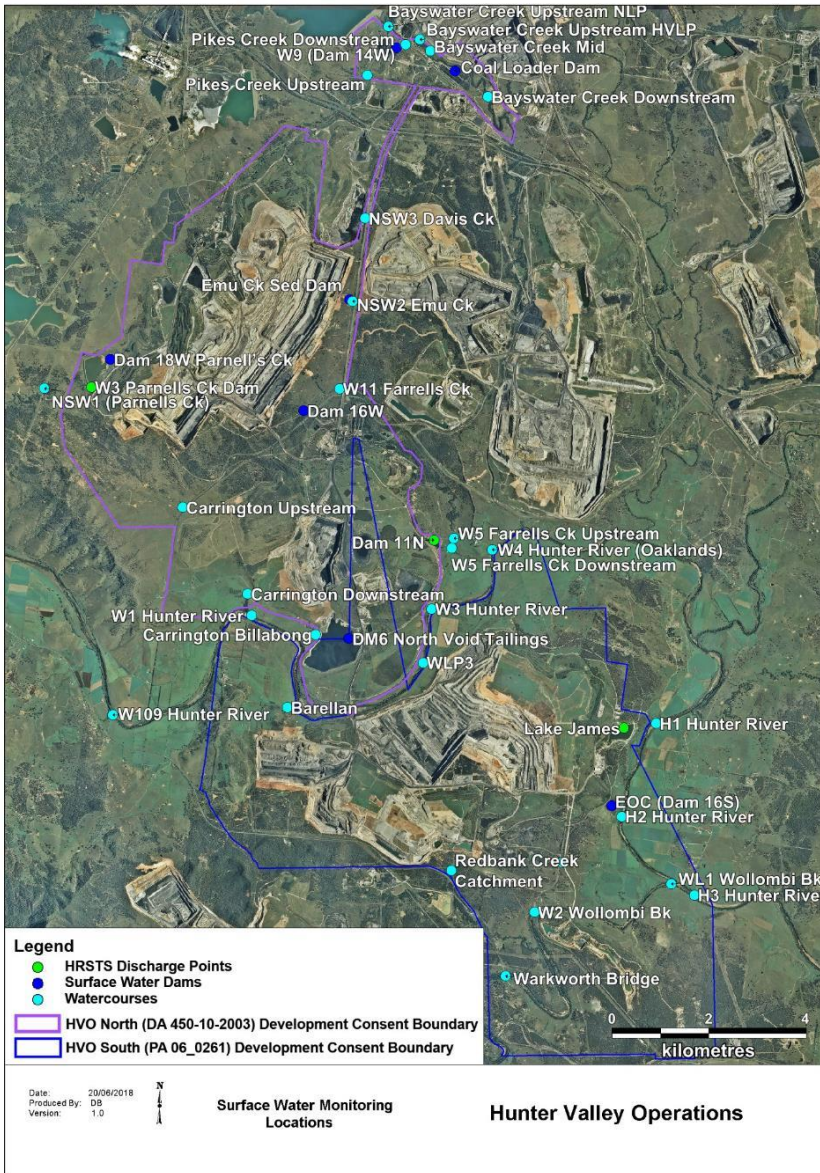 Bayswater Creek Upstream NLP
Bayswater Creek Upstream HVLP
Pikes Creek Downstream
W9 (Dam 14W)
Bayswater Creek Mid
Coal Loader Dam
Pikes Creek Upstream
Bayswater Creek Downstream
NSW3 Davis Ck
Emu Ck Sed Dam
NSW2 Emu Ck
Dam 18W Parnell's Ck
W3 Parnells Ck Dam
NSW1 (Parnells Ck)
W11 Farrells Ck
Dam 16W
Carrington Upstream
Dam 11N
W5 Farrells Ck Upstream
W4 Hunter River (Oaklands)
W5 Farrells Ck Downstream
Carrington Downstream
W1 Hunter River
W3 Hunter River
Carrington Billabong
DM6 North Void Tailings
WLP3
W109 Hunter River
Barellan
Lake James
H1 Hunter River
EOC (Dam 16S)
H2 Hunter River
Redbank Creek
Catchment
WL1 Wollombi Bk
H3 Hunter River
W2 Wollombi Bk
Warkworth Bridge
Legend
HRSTS Discharge Points
Surface Water Dams
Watercourses
HVO North (DA 450-10-2003) Development Consent Boundary
HVO South (PA 06_0261) Development Consent Boundary
0 2 4
kilometres
Date: 20/06/2018
Produced By: DB
Version: 1.0
N
Surface Water Monitoring
Locations
Hunter Valley Operations